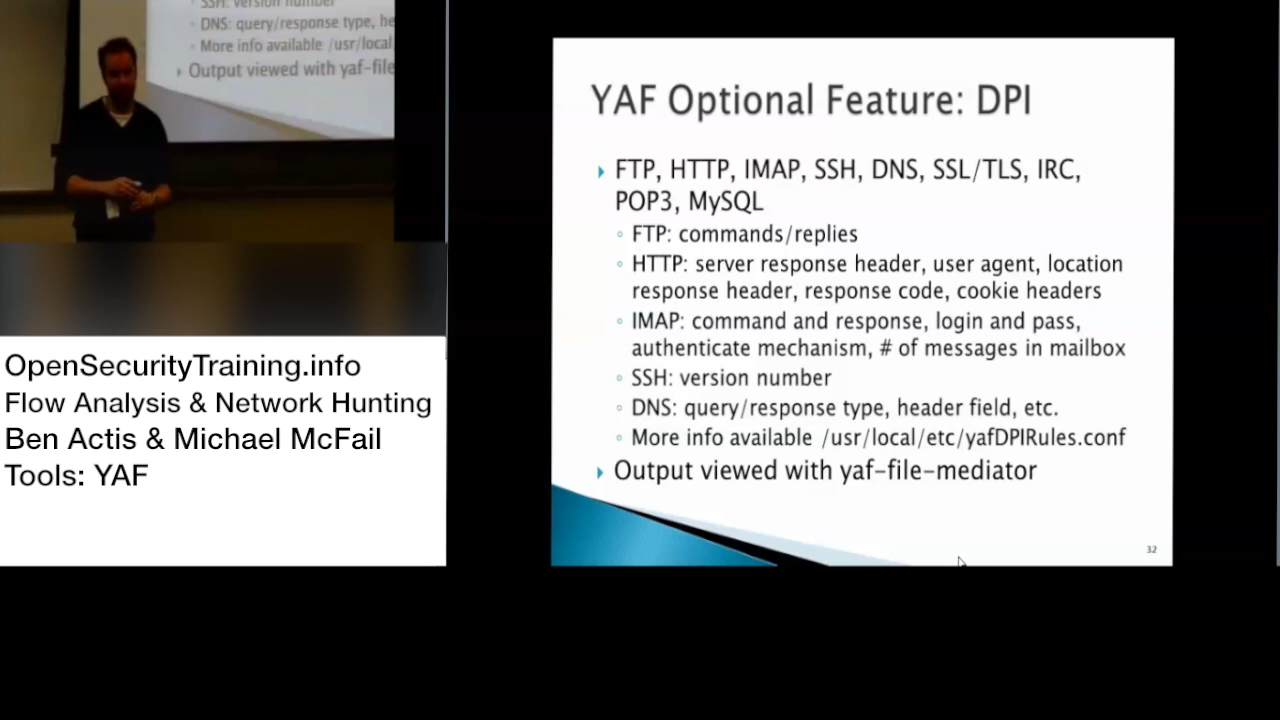 SSH: version number
DNS: query/response type, he
More info available /usr/local
Output viewed with yaf-file
OpenSecurityTraining.info
Flow Analysis & Network Hunting
Ben Actis & Michael McFail
Tools: YAF
YAF Optional Feature: DPI
FTP, HTTP, IMAP, SSH, DNS, SSL/TLS, IRC,
POP3, MySQL
FTP: commands/replies
HTTP: server response header, user agent, location
response header, response code, cookie headers
IMAP: command and response, login and pass,
authenticate mechanism, # of messages in mailbox
SSH: version number
DNS: query/response type, header field, etc.
More info available /usr/local/etc/yafDPIRules.conf
Output viewed with yaf-file-mediator
32